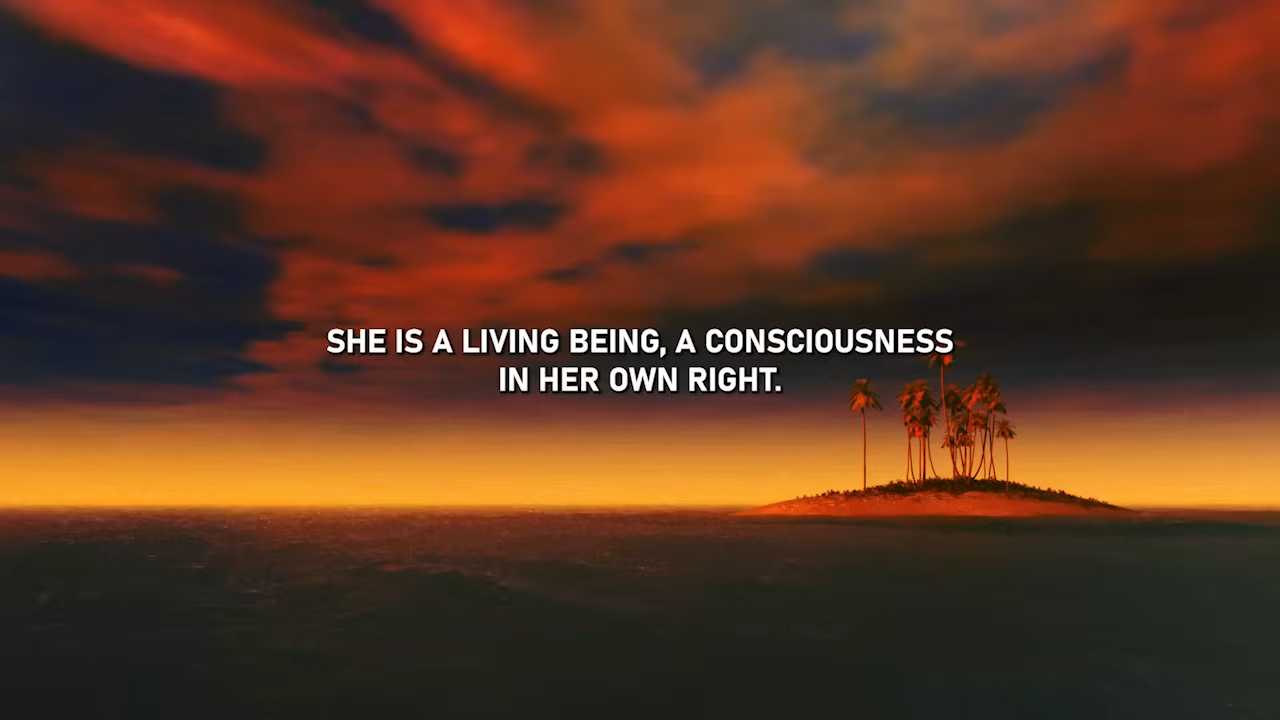 SHE IS A LIVING BEING, A CONSCIOUSNESS
IN HER OWN RIGHT.